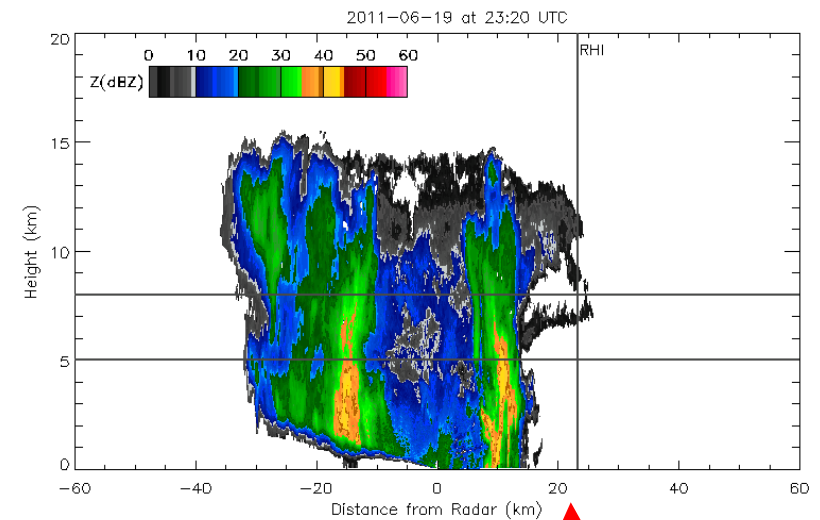 2011-06-19 at 23:20 UTC
20
0 10 20 30 40 50 60
Z(dBZ)
RHI
15
10
5
0
Height (km)
-60 -40 -20 0 20 40 60
Distance from Radar (km)